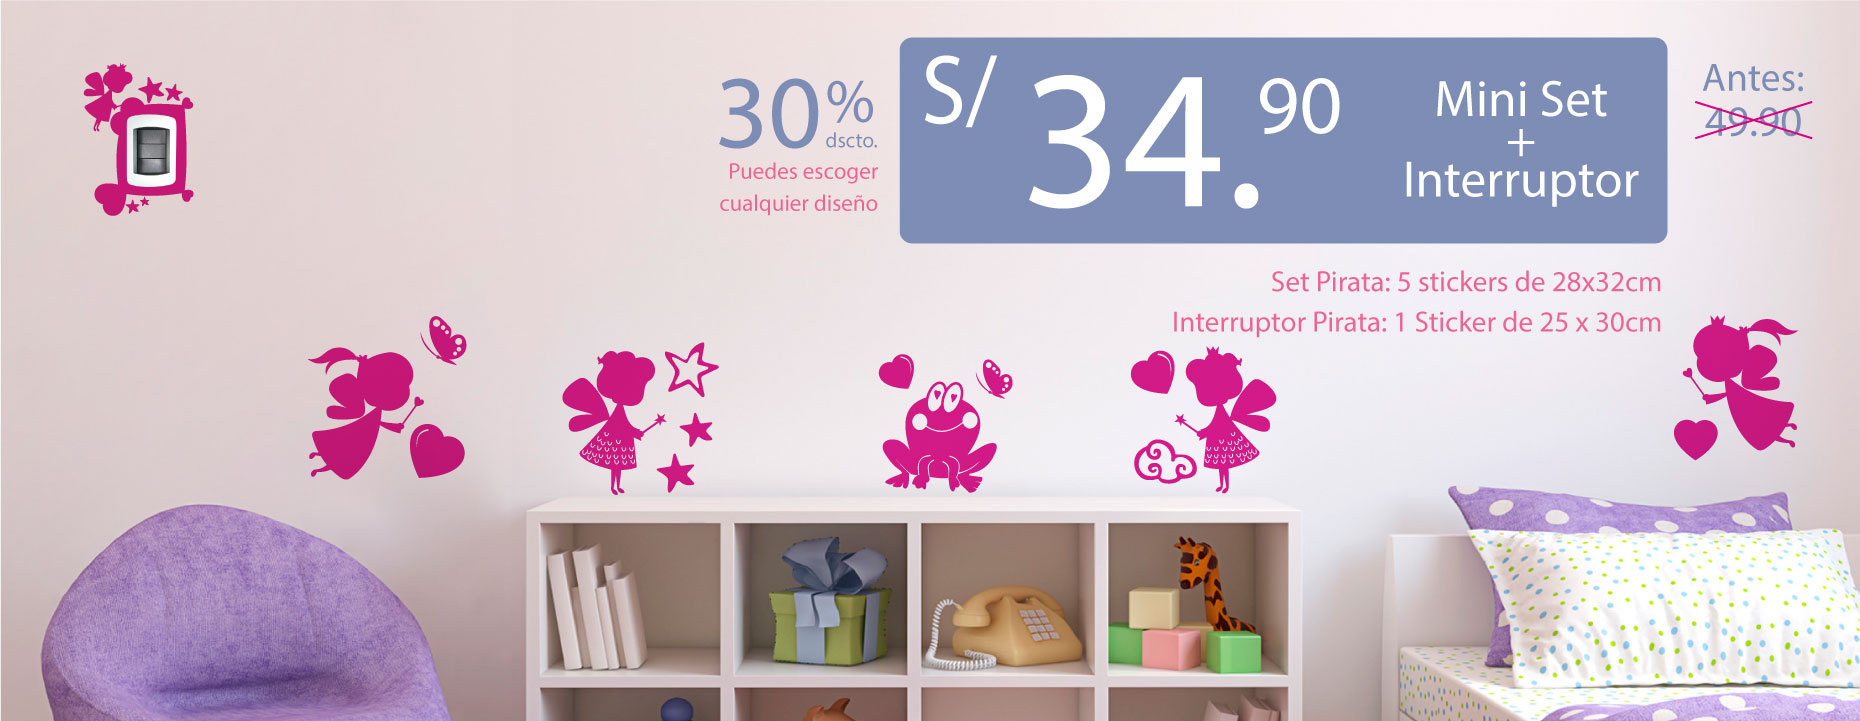 30%
dscto.
Puedes escoger
cualquier diseño
S/ 34.90
Mini Set
+
Interruptor
Antes:
49.90
Set Pirata: 5 stickers de 28x32cm
Interruptor Pirata: 1 Sticker de 25 x 30cm